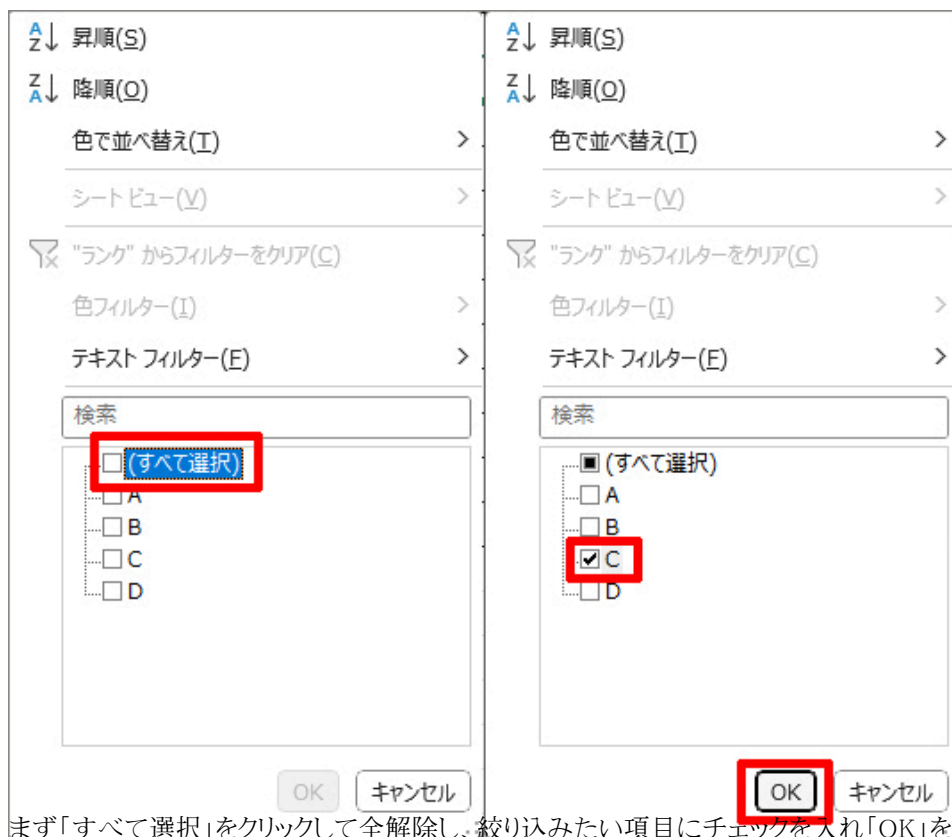 昇順(S)
降順(O)
色で並べ替え(T)
シート ビュー(V)
"ランク" からフィルターをクリア(C)
色フィルター(I)
テキスト フィルター(F)
検索
(すべて選択)
A
B
C
D
OK キャンセル
昇順(S)
降順(O)
色で並べ替え(T)
シート ビュー(V)
"ランク" からフィルターをクリア(C)
色フィルター(I)
テキスト フィルター(F)
検索
(すべて選択)
A
B
C
D
OK キャンセル
まず「すべて選択」をクリックして全解除し、絞り込みたい項目にチェックを入れ「OK」を